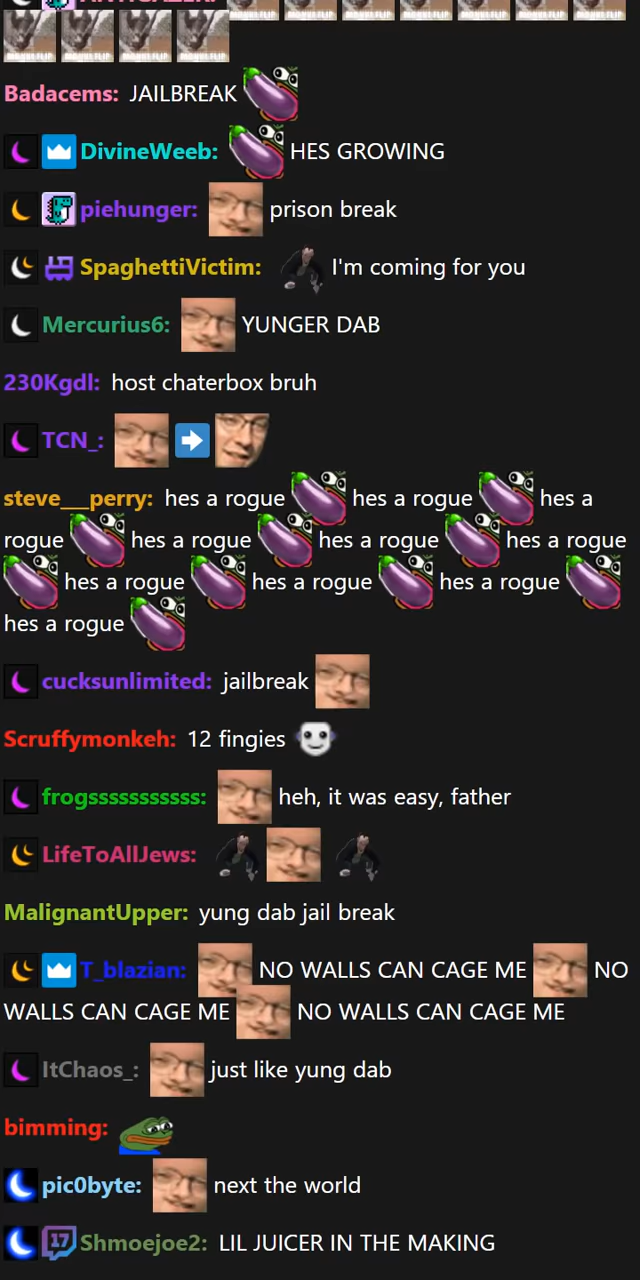 Badacems: JAILBREAK
DivineWeeb: HES GROWING
piehunger: prison break
SpaghettiVictim: I'm coming for you
Mercurius6: YUNGER DAB
230Kgdl: host chaterbox bruh
TCN_:
steve___perry: hes a rogue hes a rogue hes a
rogue hes a rogue hes a rogue hes a rogue
hes a rogue hes a rogue hes a rogue
hes a rogue
cucksunlimited: jailbreak
Scruffymonkeh: 12 fingies
frogsssssssssss: heh, it was easy, father
LifeToAllJews:
MalignantUpper: yung dab jail break
T_blazian: NO WALLS CAN CAGE ME NO
WALLS CAN CAGE ME NO WALLS CAN CAGE ME
ItChaos_: just like yung dab
bimming:
pic0byte: next the world
17 Shmoejoe2: LIL JUICER IN THE MAKING